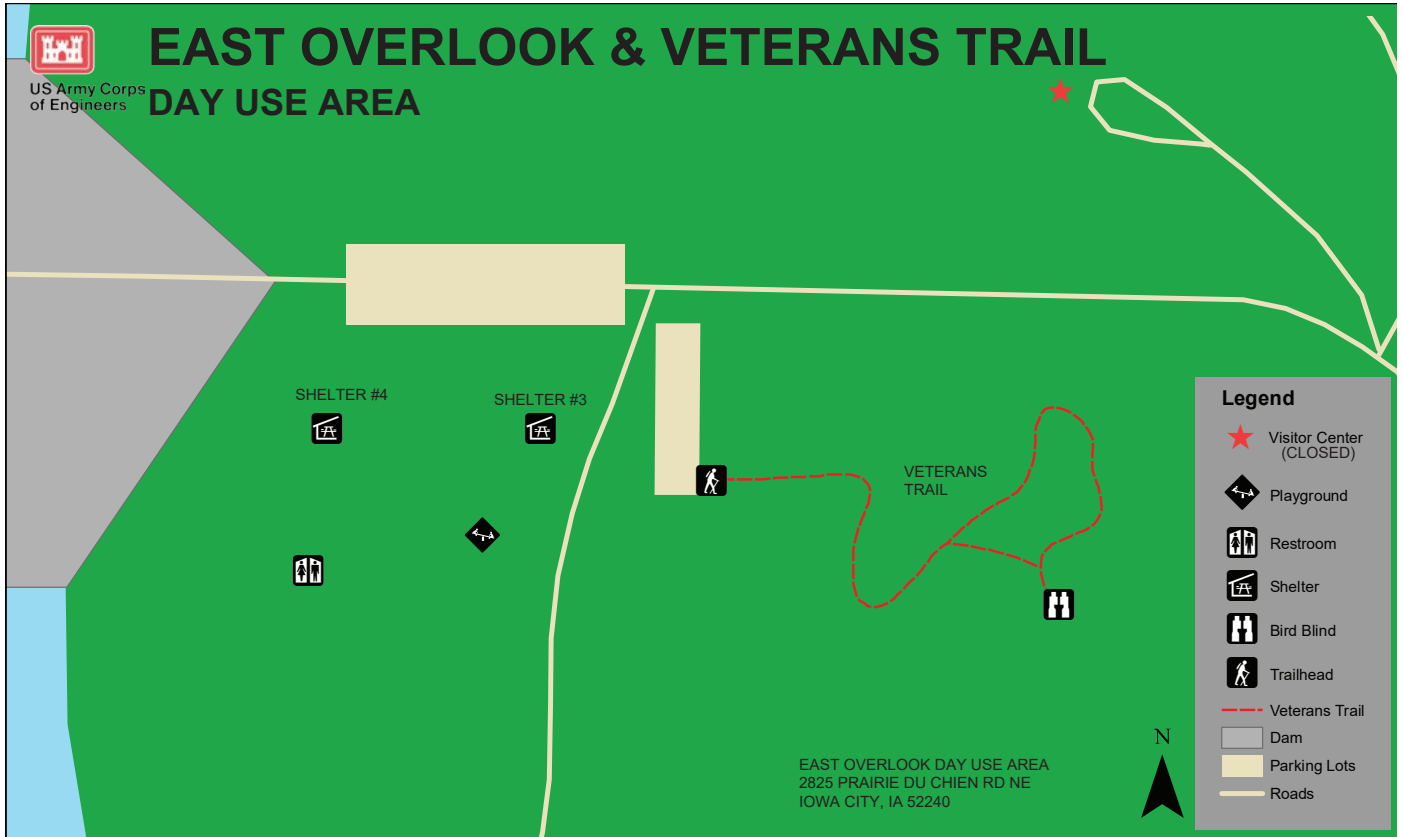 EAST OVERLOOK & VETERANS TRAIL
DAY USE AREA
US Army Corps
of Engineers
SHELTER #4
SHELTER #3
VETERANS
TRAIL
Legend
Visitor Center
(CLOSED)
Playground
Restroom
Shelter
Bird Blind
Trailhead
Veterans Trail
Dam
Parking Lots
Roads
N
EAST OVERLOOK DAY USE AREA
2825 PRAIRIE DU CHIEN RD NE
IOWA CITY, IA 52240